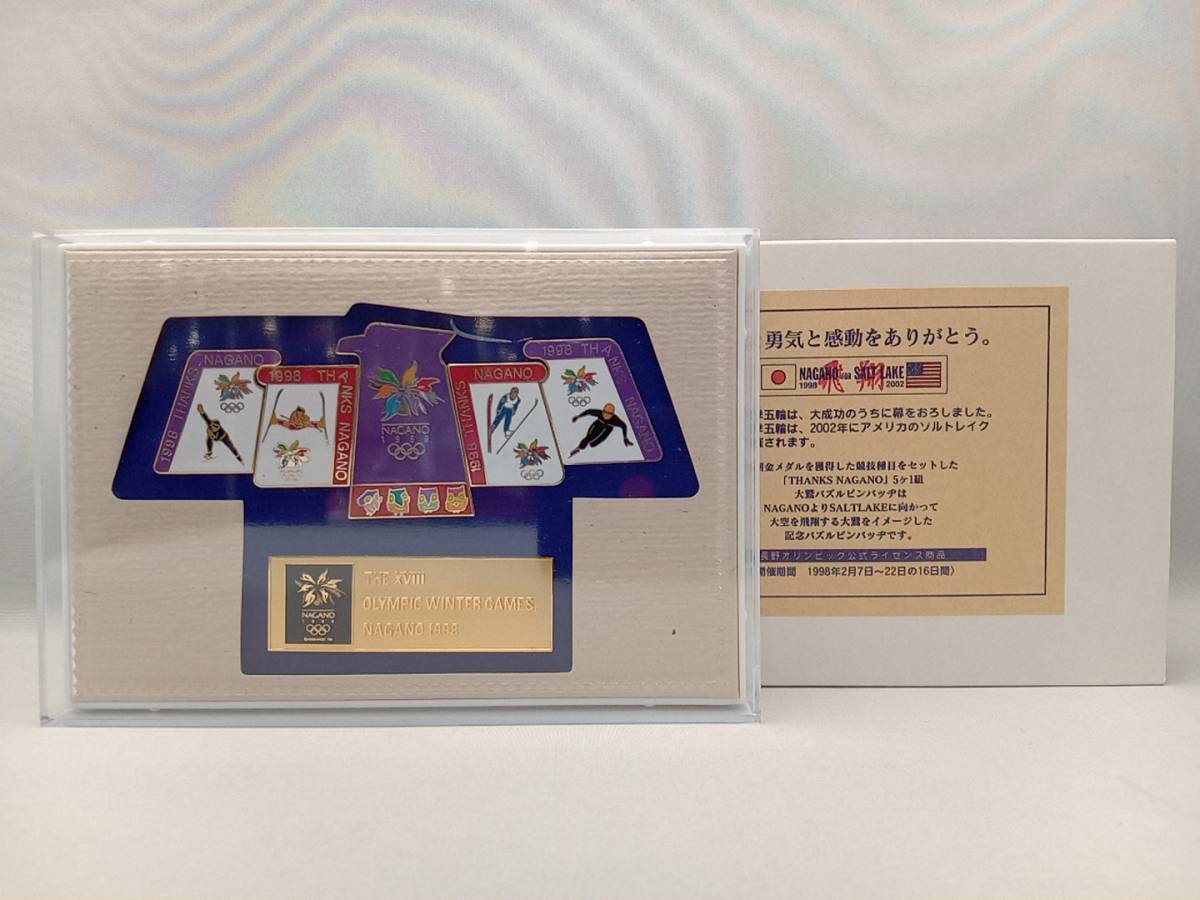 1998 THANKS NAGANO
1998 THANKS NAGANO
NAGANO
1998
1998 THANKS NAGANO
1998 THANKS NAGANO
NAGANO
1998
THE XVIII
OLYMPIC WINTER GAMES,
NAGANO 1998
勇気と感動をありがとう。
NAGANO FOR SALT LAKE
1998 飛翔 2002
五輪は、大成功のうちに幕をおろしました。
五輪は、2002年にアメリカのソルトレイク
されます。
金メダルを獲得した競技種目をセットした
「THANKS NAGANO」5ヶ1組
大鷲パズルピンバッヂは
NAGANOよりSALTLAKEに向かって
大空を飛翔する大鷲をイメージした
記念パズルピンバッヂです。
長野オリンピック公式ライセンス商品
開催期間 1998年2月7日〜22日の16日間〉